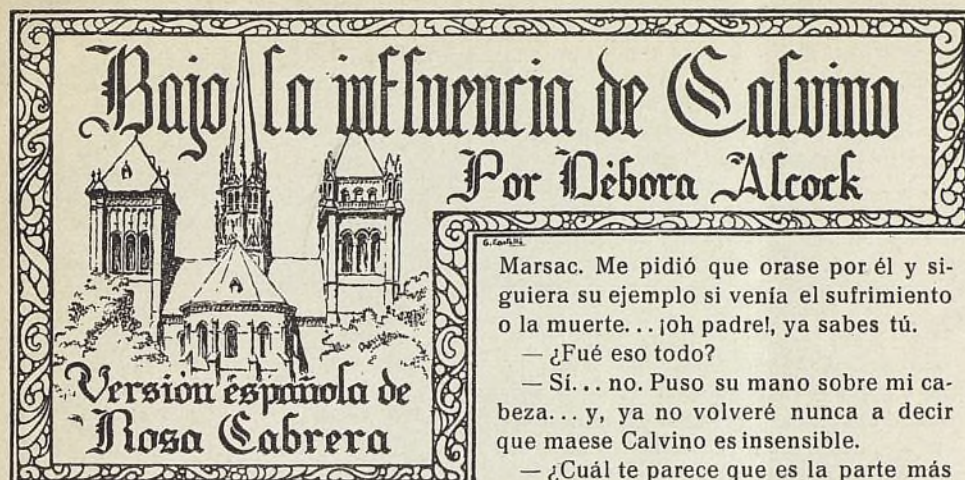 Bajo la influencia de Calvino
Por Débora Alcock
Versión española de
Rosa Cabrera
G. Castellá
Marsac. Me pidió que orase por él y si-
guiera su ejemplo si venía el sufrimiento
o la muerte... ¡oh padre!, ya sabes tú.
— ¿Fué eso todo?
— Sí... no. Puso su mano sobre mi ca-
beza... y, ya no volveré nunca a decir
que maese Calvino es insensible.
— ¿Cuál te parece que es la parte más